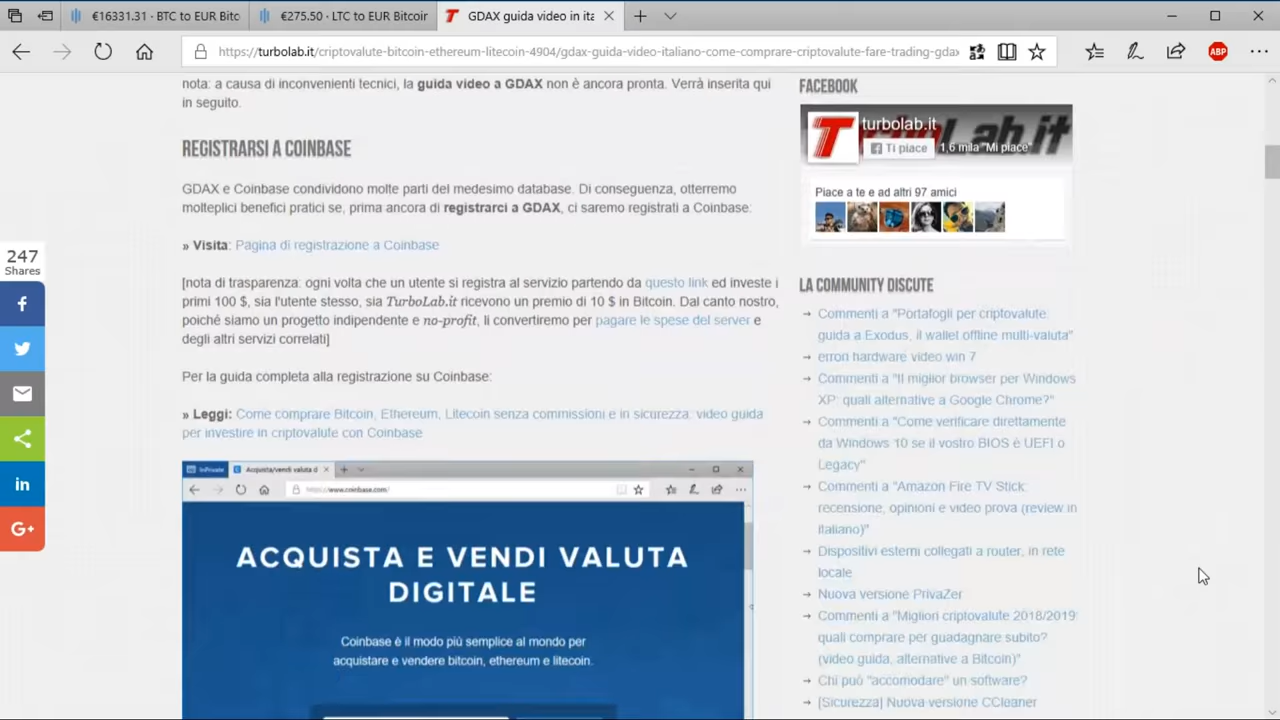 €16331.31 · BTC to EUR Bitco
€275.50 · LTC to EUR Bitcoin
GDAX guida video in ita
https://turbolab.it/criptovalute-bitcoin-ethereum-litecoin-4904/gdax-guida-video-italiano-come-comprare-criptovalute-fare-trading-gdax
ABP
nota: a causa di inconvenienti tecnici, la guida video a GDAX non è ancora pronta. Verrà inserita qui
in seguito.
REGISTRARSI A COINBASE
GDAX e Coinbase condividono molte parti del medesimo database. Di conseguenza, otterremo
molteplici benefici pratici se, prima ancora di registrarci a GDAX, ci saremo registrati a Coinbase:
» Visita: Pagina di registrazione a Coinbase
[nota di trasparenza: ogni volta che un utente si registra al servizio partendo da questo link ed investe i
primi 100 $, sia l'utente stesso, sia TurboLab.it ricevono un premio di 10 $ in Bitcoin. Dal canto nostro,
poiché siamo un progetto indipendente e no-profit, li convertiremo per pagare le spese del server e
degli altri servizi correlati]
Per la guida completa alla registrazione su Coinbase:
» Leggi: Come comprare Bitcoin, Ethereum, Litecoin senza commissioni e in sicurezza: video guida
per investire in criptovalute con Coinbase
InPrivate
Acquista/vendi valuta d
https://www.coinbase.com/
ACQUISTA E VENDI VALUTA
DIGITALE
Coinbase è il modo più semplice al mondo per
acquistare e vendere bitcoin, ethereum e litecoin.
247
Shares
f
in
G+
FACEBOOK
turbolab.it
Ti piace
1,6 mila "Mi piace"
Lab.it
Piace a te e ad altri 97 amici
LA COMMUNITY DISCUTE
Commenti a "Portafogli per criptovalute:
guida a Exodus, il wallet offline multi-valuta"
errori hardware video win 7
Commenti a "Il miglior browser per Windows
XP: quali alternative a Google Chrome?"
Commenti a "Come verificare direttamente
da Windows 10 se il vostro BIOS è UEFI o
Legacy"
Commenti a "Amazon Fire TV Stick:
recensione, opinioni e video prova (review in
italiano)"
Dispositivi esterni collegati a router, in rete
locale
Nuova versione PrivaZer
Commenti a "Migliori criptovalute 2018/2019:
quali comprare per guadagnare subito?
(video guida, alternative a Bitcoin)"
Chi può "accomodare" un software?
[Sicurezza] Nuova versione CCleaner